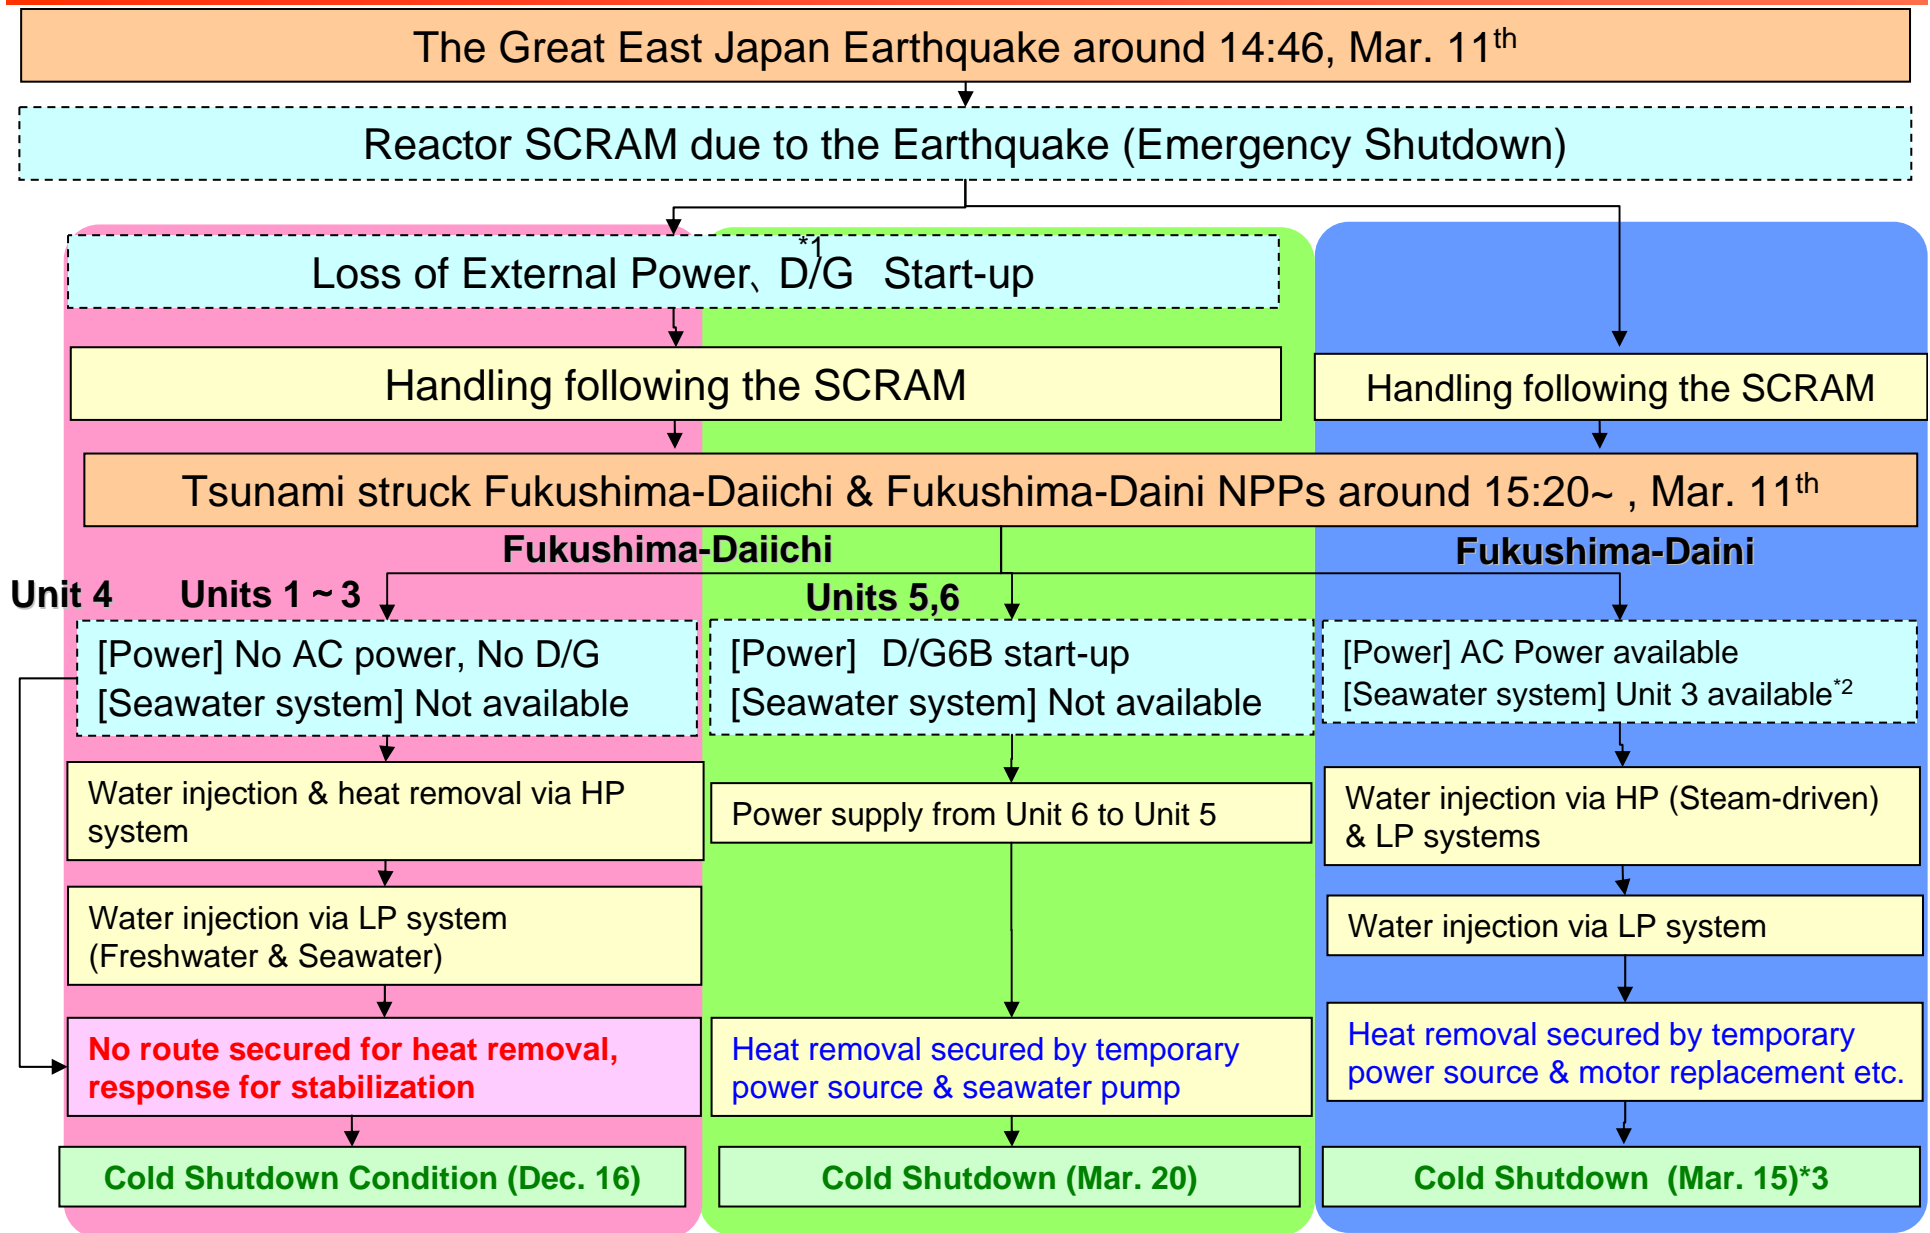 The Great East Japan Earthquake around 14:46, Mar. 11th
Reactor SCRAM due to the Earthquake (Emergency Shutdown)
Loss of External Power、D/G*1 Start-up
Handling following the SCRAM
Handling following the SCRAM
Tsunami struck Fukushima-Daiichi & Fukushima-Daini NPPs around 15:20~ , Mar. 11th
Fukushima-Daiichi
Fukushima-Daini
Unit 4
Units 1 ~ 3
Units 5,6
[Power] No AC power, No D/G
[Seawater system] Not available
Water injection & heat removal via HP
system
Water injection via LP system
(Freshwater & Seawater)
No route secured for heat removal,
response for stabilization
Cold Shutdown Condition (Dec. 16)
[Power] D/G6B start-up
[Seawater system] Not available
Power supply from Unit 6 to Unit 5
Heat removal secured by temporary
power source & seawater pump
Cold Shutdown (Mar. 20)
[Power] AC Power available
[Seawater system] Unit 3 available*2
Water injection via HP (Steam-driven)
& LP systems
Water injection via LP system
Heat removal secured by temporary
power source & motor replacement etc.
Cold Shutdown (Mar. 15)*3